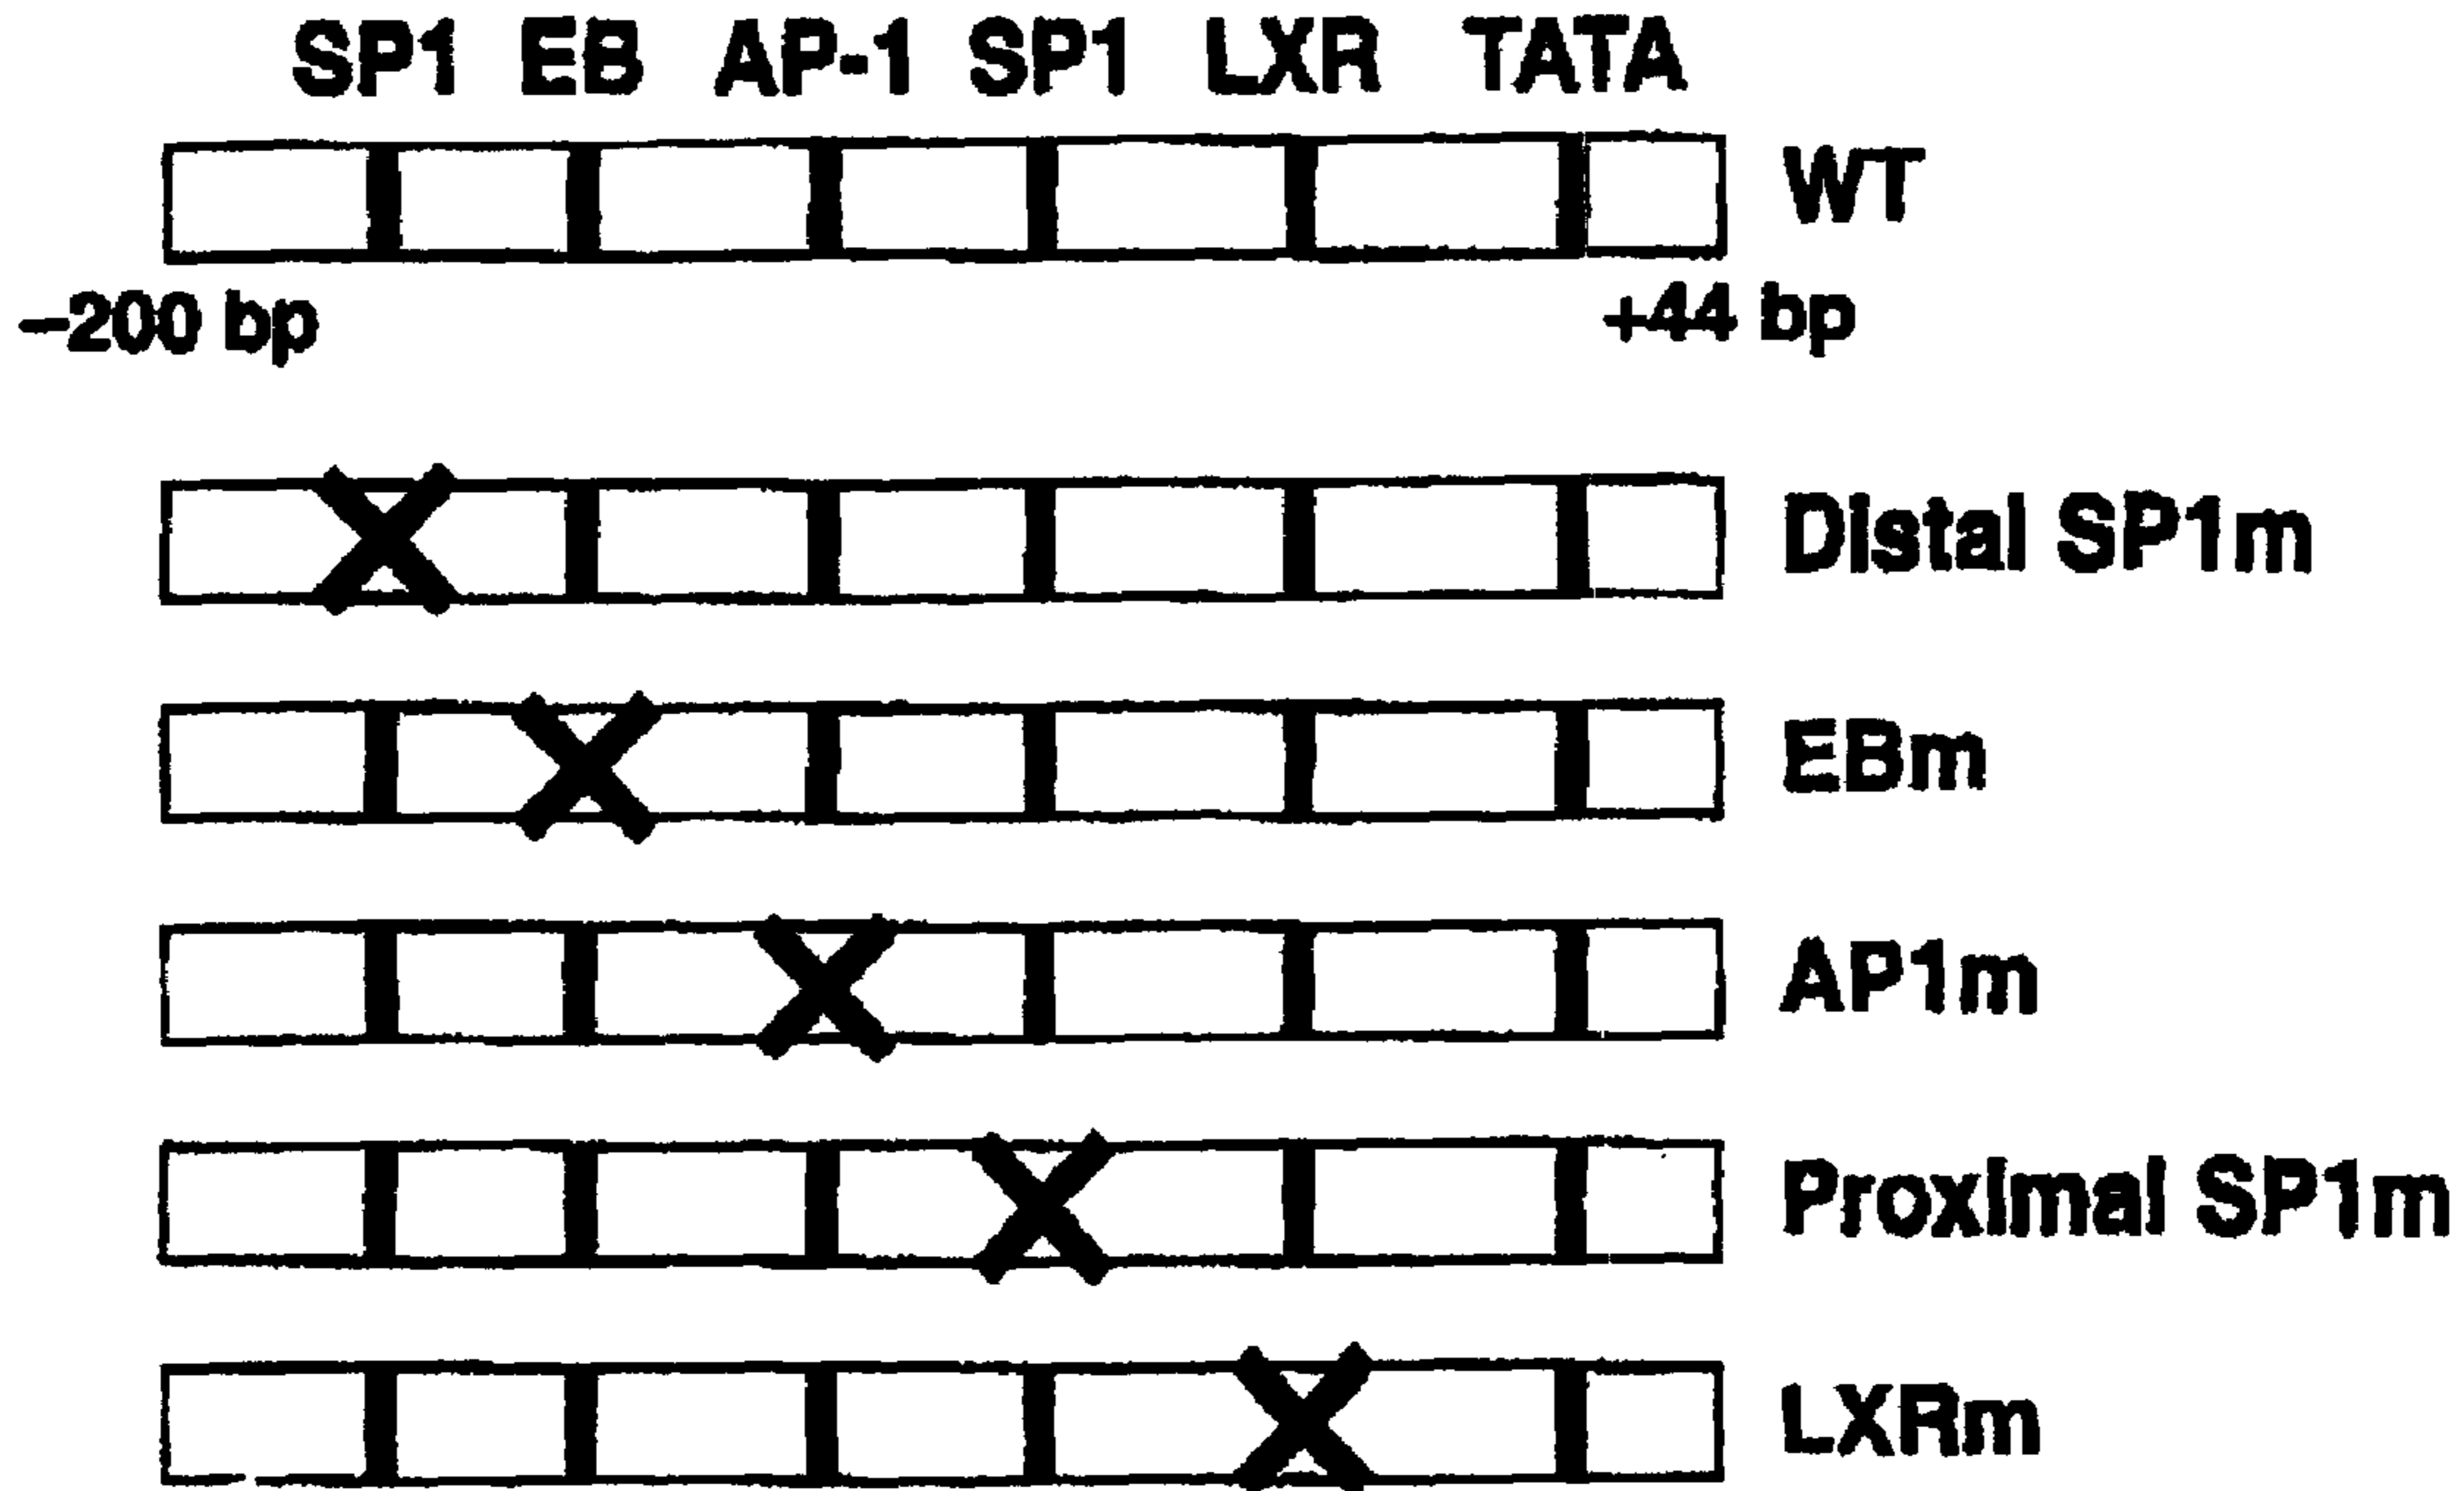 SP1 EB AP-1 SP1 LXR TATA
WT
-200 bp +44 bp
Distal SP1m
EBm
AP1m
Proximal SP1m
LXRm